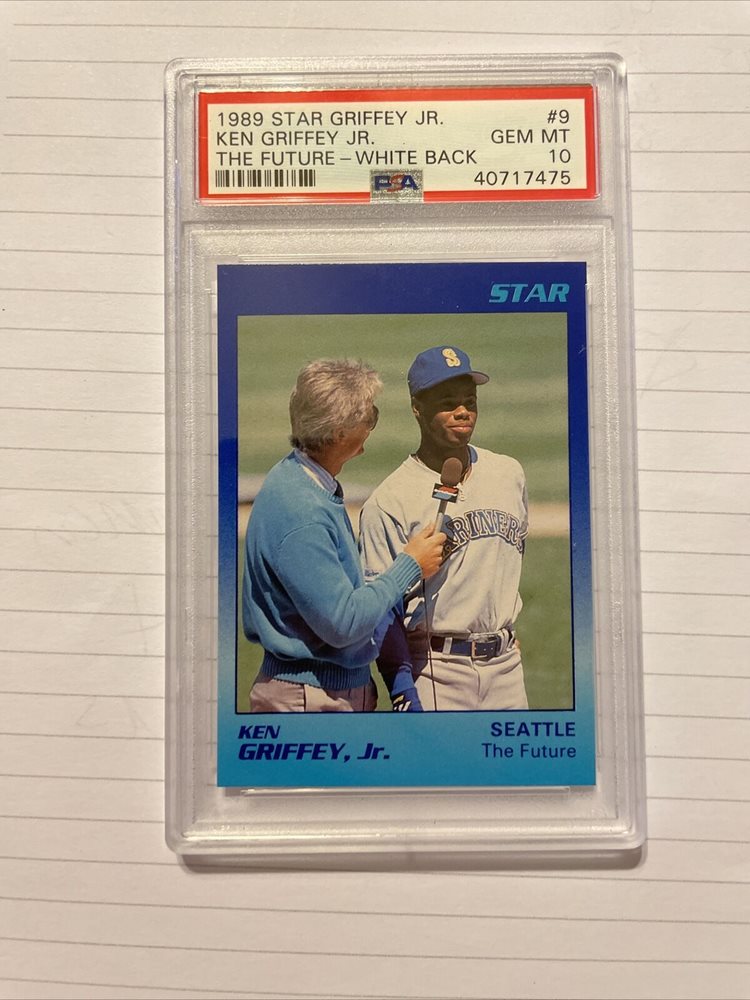 1989 STAR GRIFFEY JR. #9
KEN GRIFFEY JR. GEM MT
THE FUTURE – WHITE BACK 10
PSA 40717475
STAR
S
RINERS
KEN SEATTLE
GRIFFEY, Jr. The Future